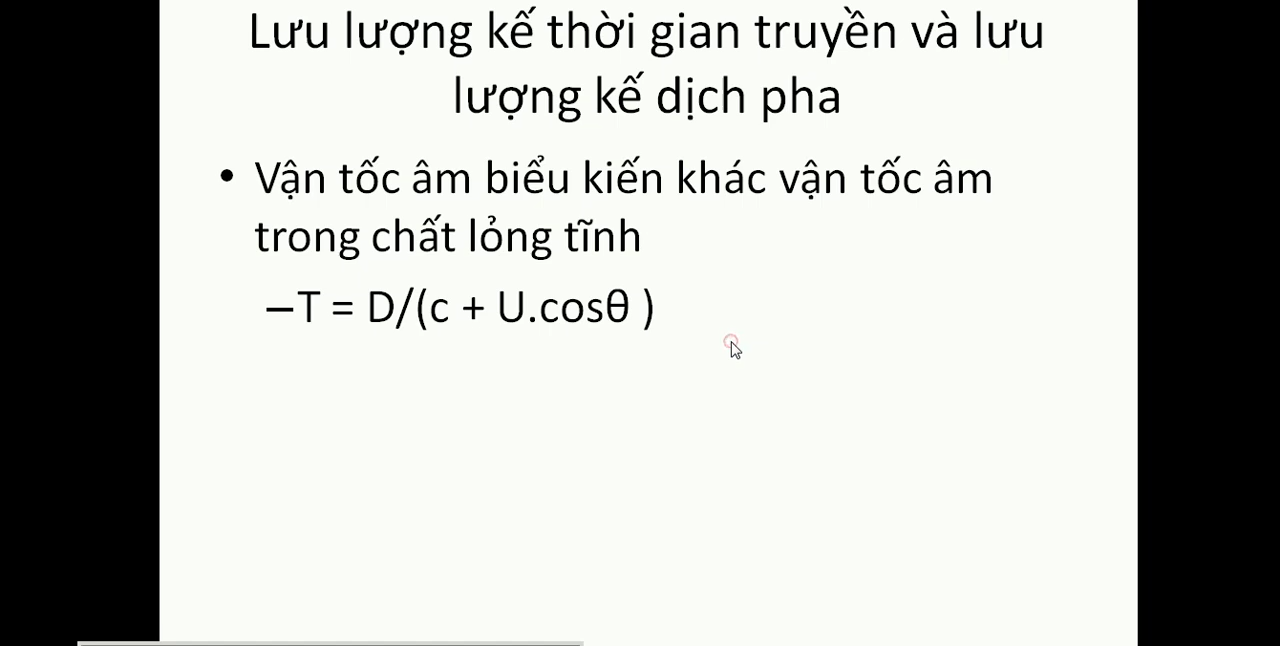 Lưu lượng kế thời gian truyền và lưu
lượng kế dịch pha
• Vận tốc âm biểu kiến khác vận tốc âm
trong chất lỏng tĩnh
–T = D/(c + U.cosθ )